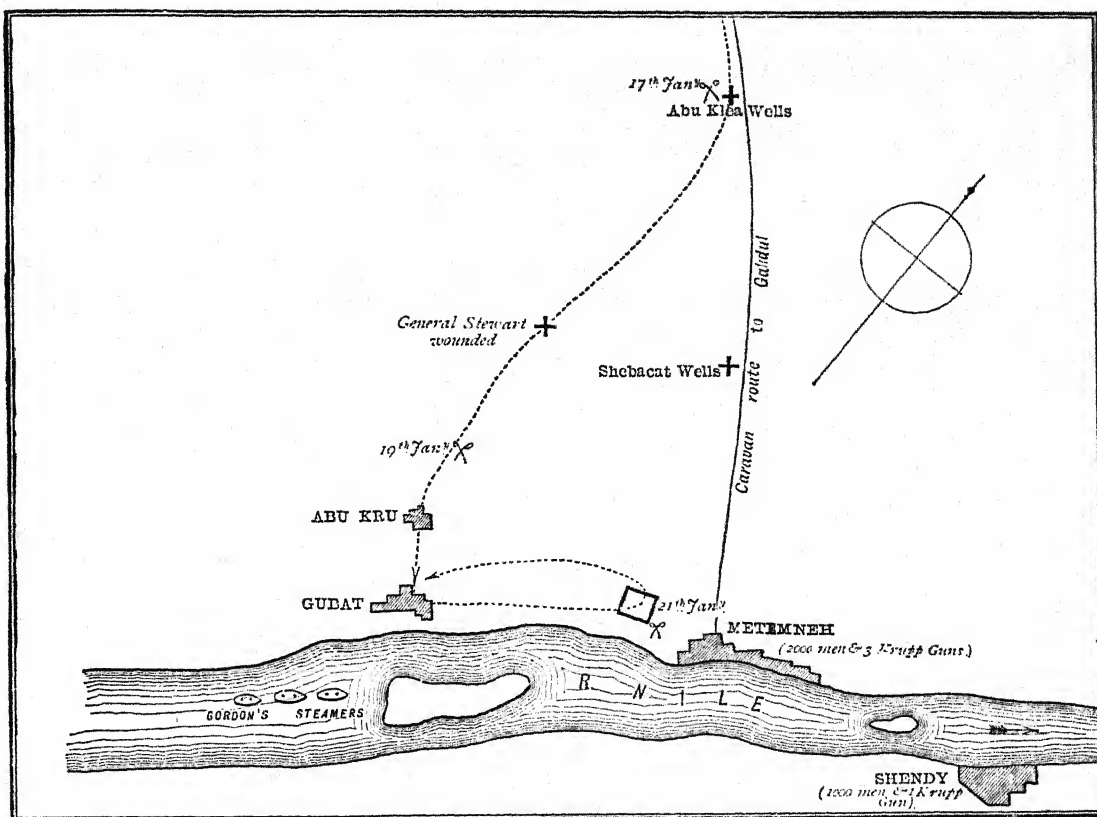 17th Jany
Abu Klea Wells
Caravan route to Gakdul
General Stewart
wounded
Shebacat Wells
19th Jany
ABU KRU
GUBAT
21th Jany
METEMNEH
(2000 men & 3 Krupp Guns.)
R NILE
GORDON'S STEAMERS
SHENDY
(1000 men, & 1 Krupp
Gun).